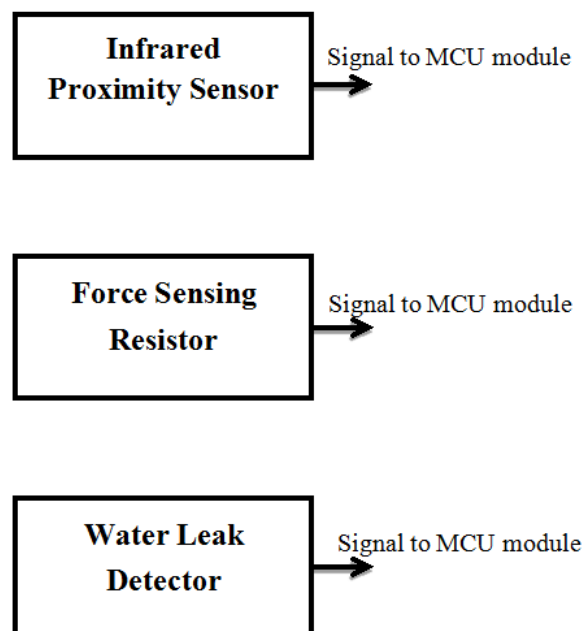 Infrared
Proximity Sensor
Signal to MCU module
Force Sensing
Resistor
Signal to MCU module
Water Leak
Detector
Signal to MCU module